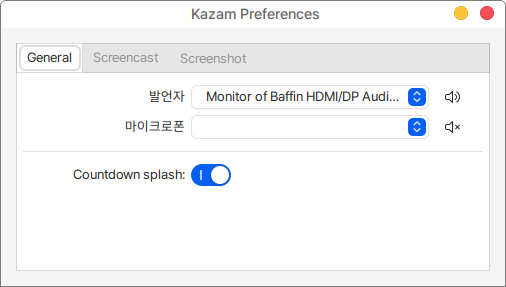 Kazam Preferences
General
Screencast
Screenshot
발언자
Monitor of Baffin HDMI/DP Audi...
마이크로폰
Countdown splash: